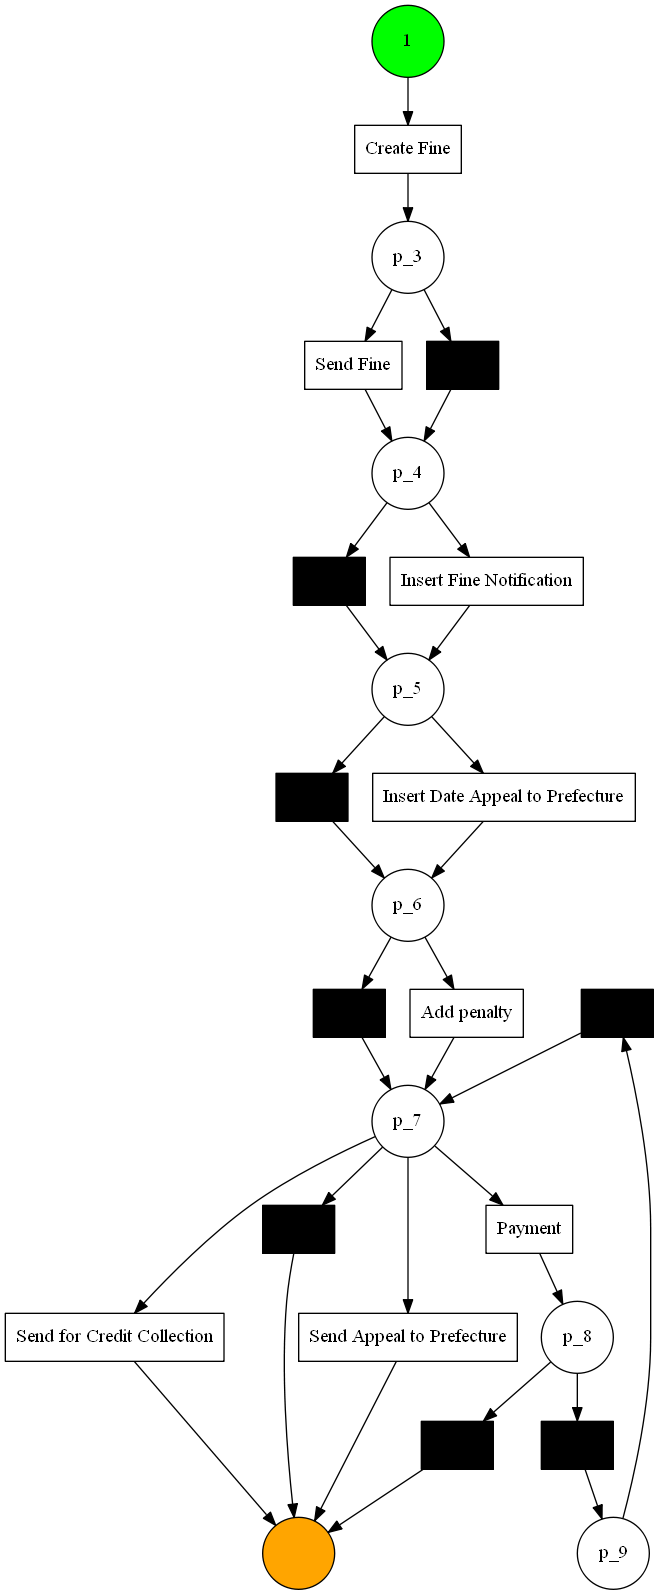 1
Create Fine
p_3
Send Fine
p_4
Insert Fine Notification
p_5
Insert Date Appeal to Prefecture
p_6
Add penalty
p_7
Payment
Send for Credit Collection
Send Appeal to Prefecture
p_8
p_9